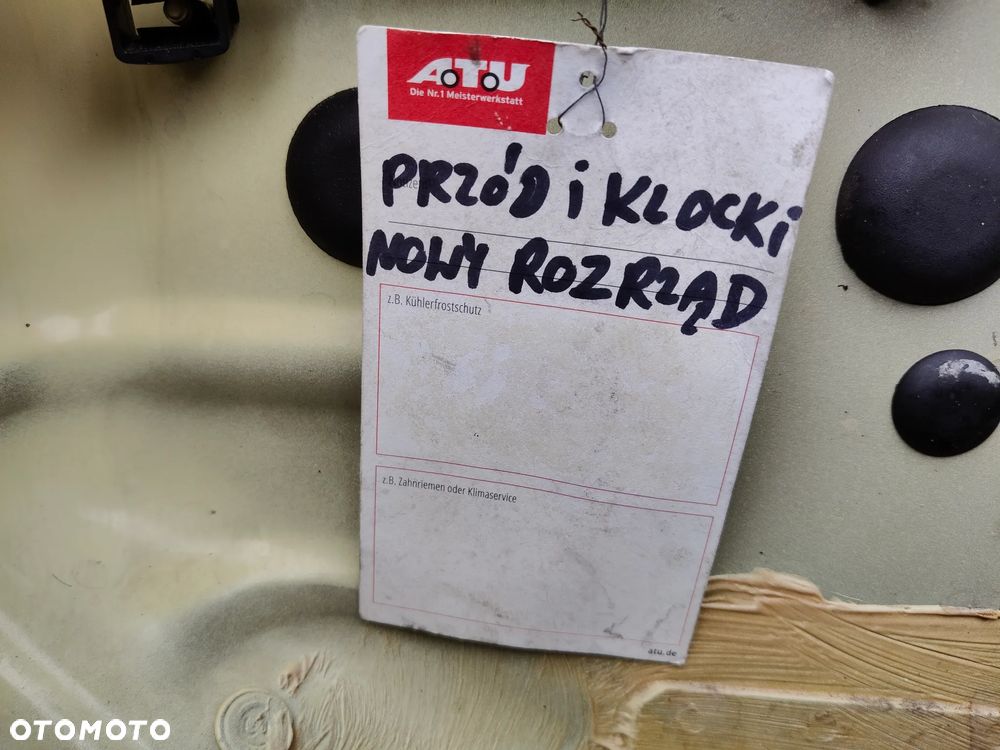 ATU
Die Nr.1 Meisterwerkstatt
PRZÓD i KLOCKI
NOWY ROZRZĄD
z.B. Kühlerfrostschutz
z.B. Zahnriemen oder Klimaservice
atu.de
OTOMOTO